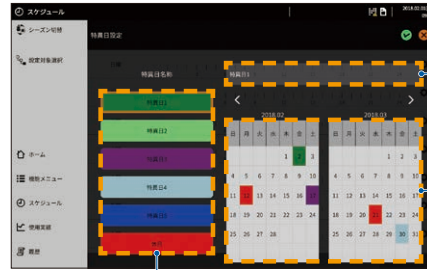 スケジュール
2018.02.
シーズン切替
設定対象選択
ホーム
機能メニュー
スケジュール
使用実績
履歴
特異日設定
特異日名称
特異日1
特異日2
特異日3
特異日4
特異日5
休日
特異日1
2018.02
日 月 火 水 木 金 土
1 2 3
4 5 6 7 8 9 10
11 12 13 14 15 16 17
18 19 20 21 22 23 24
25 26 27 28
2018.03
日 月 火 水 木 金 土
1 2 3
4 5 6 7 8 9 10
11 12 13 14 15 16 17
18 19 20 21 22 23 24
25 26 27 28 29 30 31